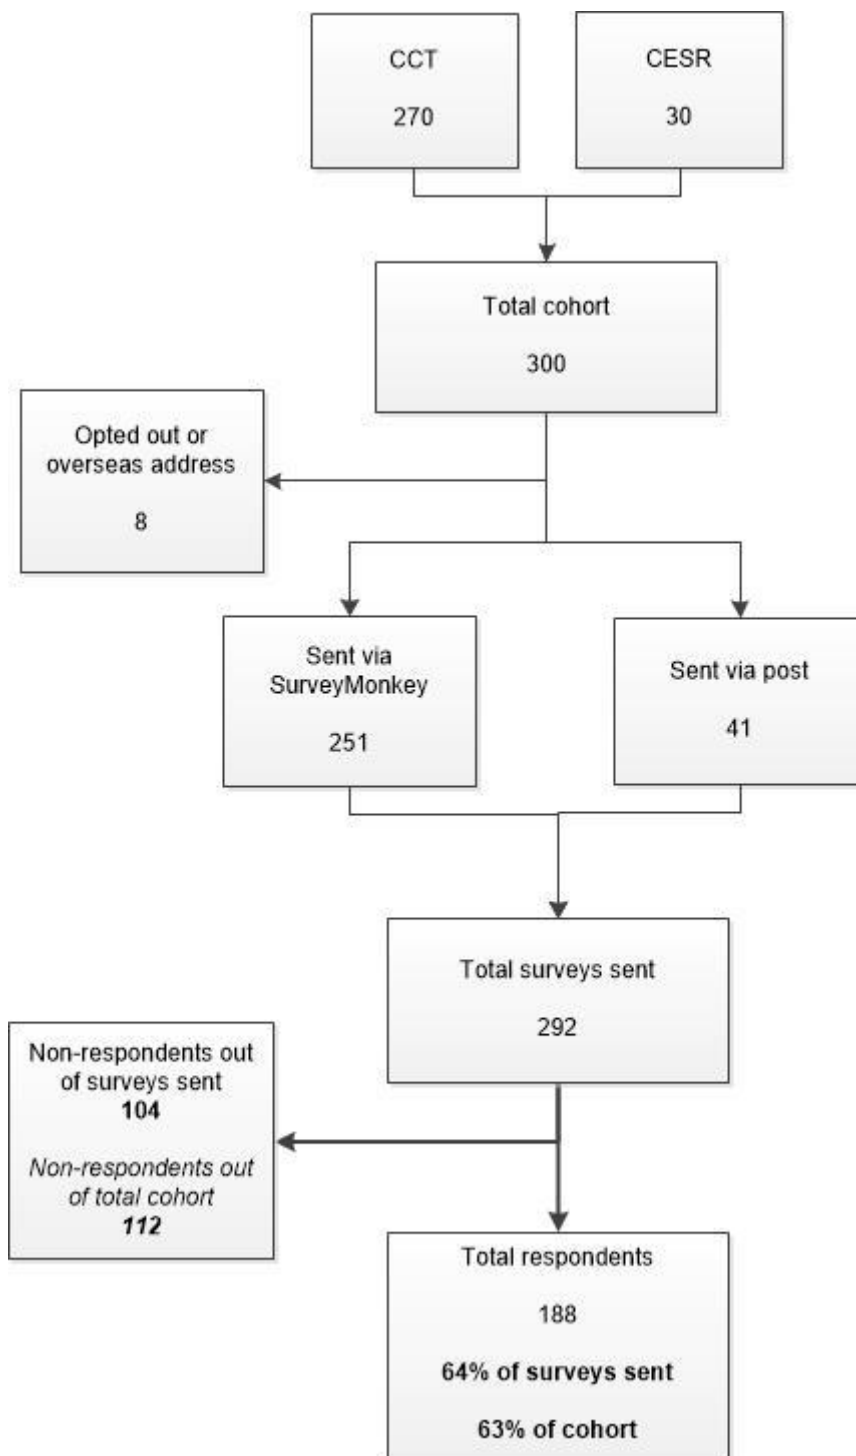 CCT
270
CESR
30
Total cohort
300
Opted out or
overseas address
8
Sent via
SurveyMonkey
251
Sent via post
41
Total surveys sent
292
Non-respondents out
of surveys sent
104
Non-respondents out
of total cohort
112
Total respondents
188
64% of surveys sent
63% of cohort